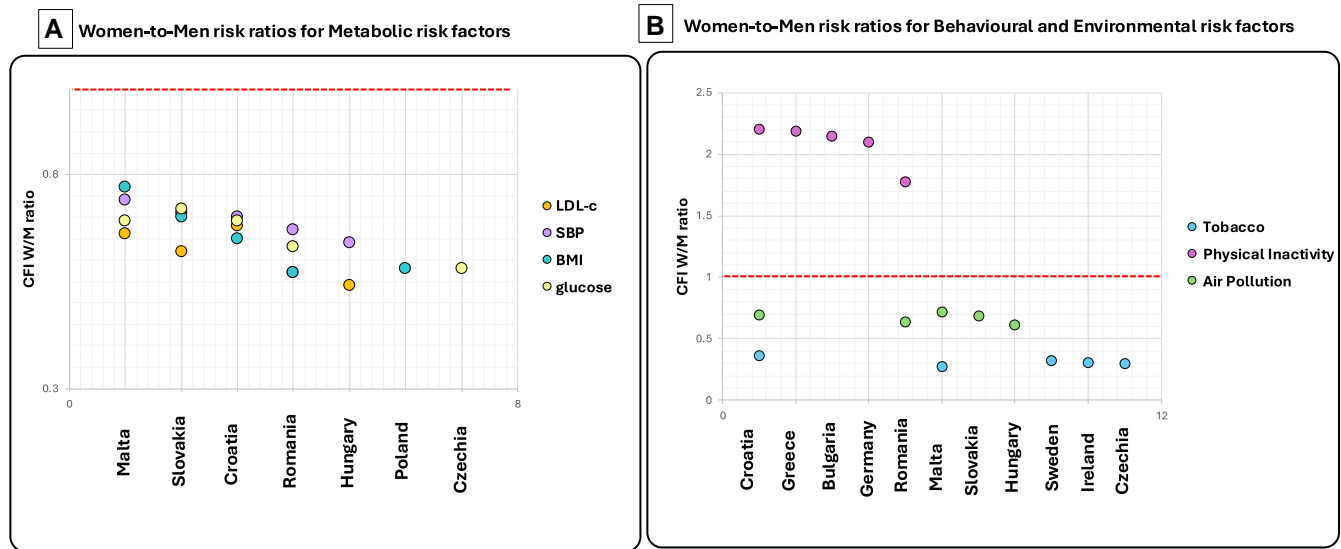 A
Women-to-Men risk ratios for Metabolic risk factors
CFI W/M ratio
0.8
0.3
0
8
Malta
Slovakia
Croatia
Romania
Hungary
Poland
Czechia
LDL-c
SBP
BMI
glucose
B
Women-to-Men risk ratios for Behavioural and Environmental risk factors
CFI W/M ratio
2.5
2
1.5
1
0.5
0
0
12
Croatia
Greece
Bulgaria
Germany
Romania
Malta
Slovakia
Hungary
Sweden
Ireland
Czechia
Tobacco
Physical Inactivity
Air Pollution